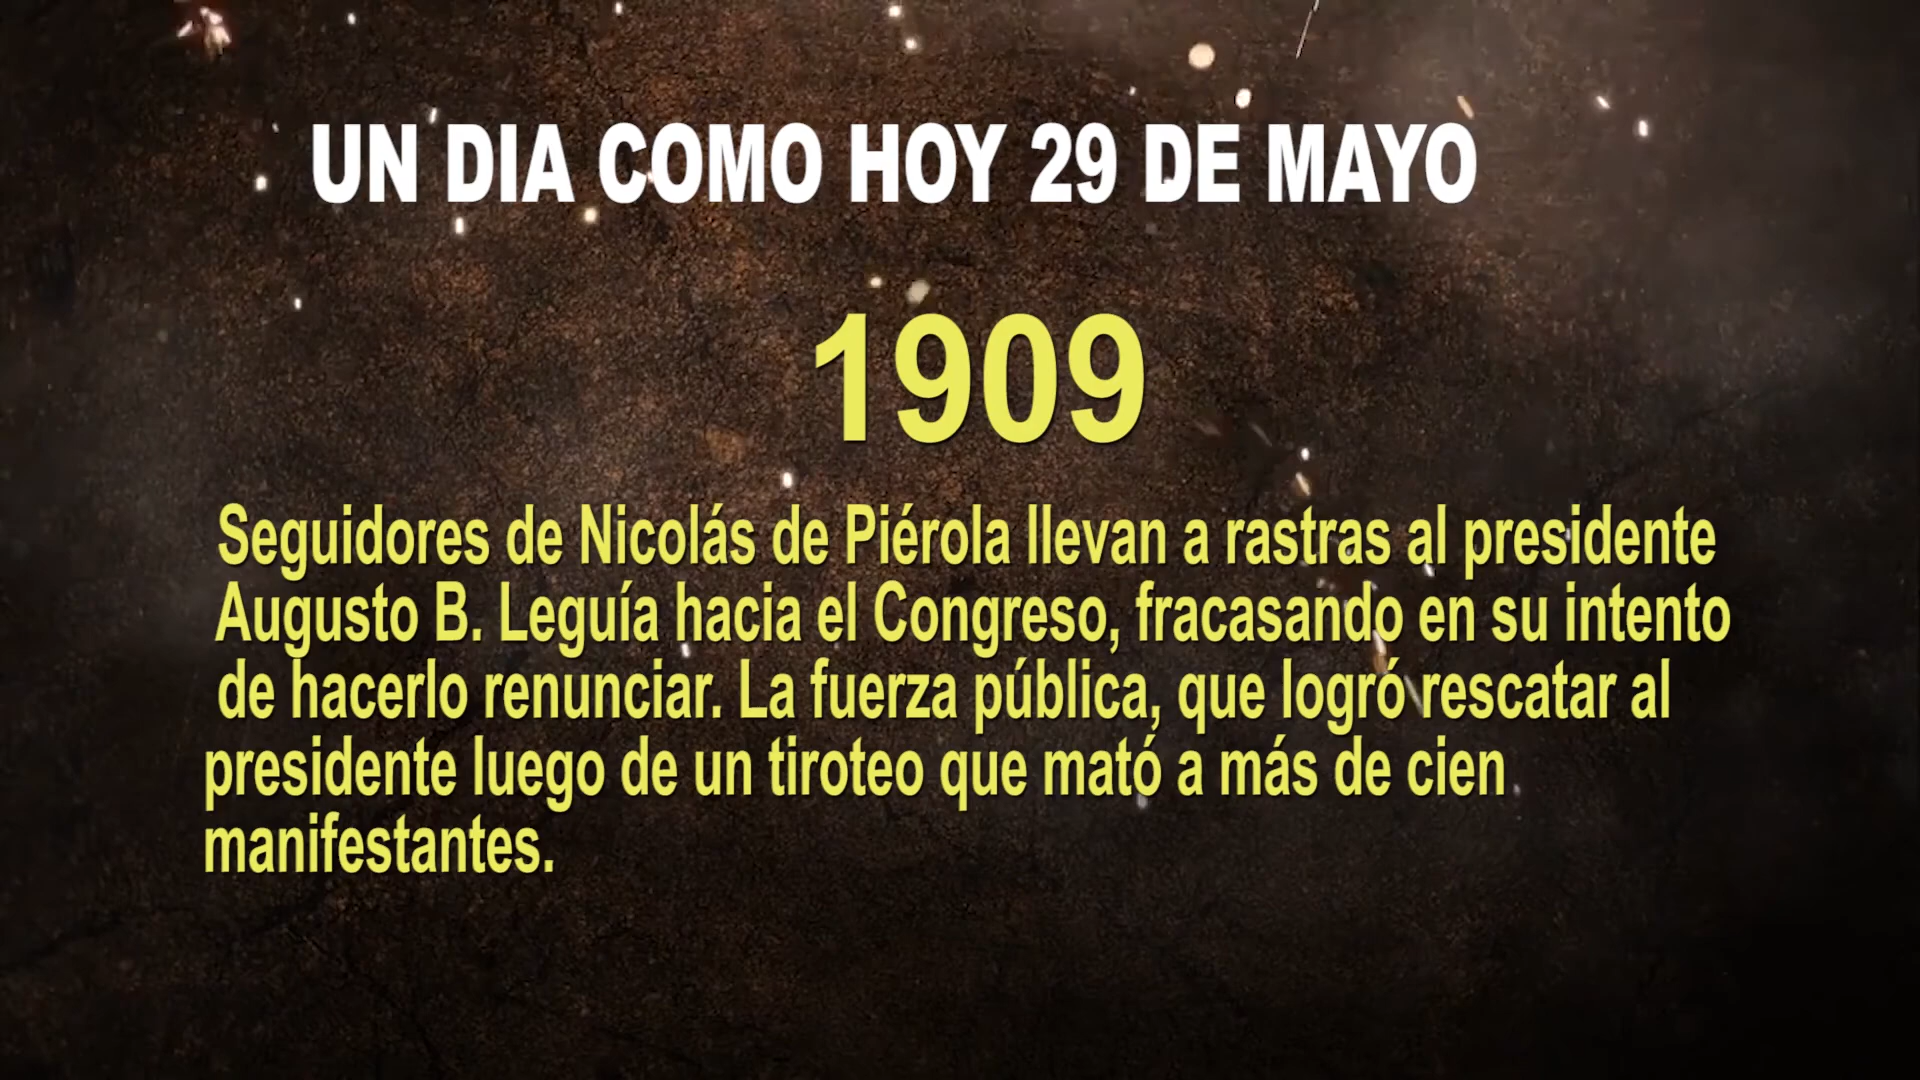 UN DIA COMO HOY 29 DE MAYO
1909
Seguidores de Nicolás de Piérola llevan a rastras al presidente
Augusto B. Leguía hacia el Congreso, fracasando en su intento
de hacerlo renunciar. La fuerza pública, que logró rescatar al
presidente luego de un tiroteo que mató a más de cien
manifestantes.